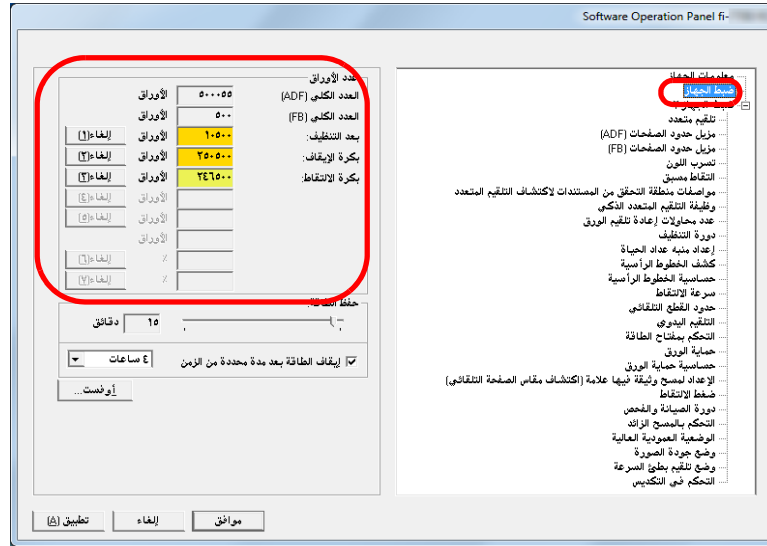 Software Operation Panel fi-
معلومات الجهاز
ضبط الجهاز
ضبط الجهاز ٢
تلقيم متعدد
مزيل حدود الصفحات (ADF)
مزيل حدود الصفحات (FB)
تسرب اللون
التقاط مسبق
مواصفات منطقة التحقق من المستندات لاكتشاف التلقيم المتعدد
وظيفة التلقيم المتعدد الذكي
عدد محاولات إعادة تلقيم الورق
دورة التنظيف
إعداد منبه عداد الحياة
كشف الخطوط الرأسية
حساسية الخطوط الرأسية
سرعة الالتقاط
حدود القطع التلقائي
التلقيم اليدوي
التحكم بمفتاح الطاقة
حماية الورق
حساسية حماية الورق
الإعداد لمسح وثيقة فيها علامة (اكتشاف مقاس الصفحة التلقائي)
ضغط الالتقاط
دورة الصيانة والفحص
التحكم بالمسح الزائد
الوضعية العمودية العالية
وضع جودة الصورة
وضع تلقيم بطئ السرعة
التحكم في التكديس
عدد الأوراق
العدد الكلي (ADF) ٥٠٠٠٥٥ الأوراق
العدد الكلي (FB) ٥٠٠ الأوراق
بعد التنظيف: ١٠٥٠٠ الأوراق إلغاء(١)
بكرة الإيقاف: ٢٥٠٥٠٠ الأوراق إلغاء(٢)
بكرة الالتقاط: ٢٤٦٥٠٠ الأوراق إلغاء(٣)
الأوراق إلغاء(٤)
الأوراق إلغاء(٥)
الأوراق
٪ إلغاء(٦)
٪ إلغاء(٧)
حفظ الطاقة:
١٥ دقائق
إيقاف الطاقة بعد مدة محددة من الزمن ٤ ساعات
أوفست...
موافق إلغاء تطبيق (A)